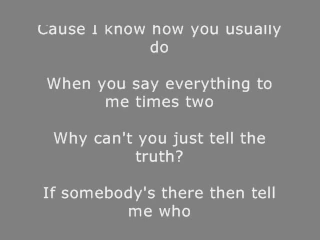 Cause I know how you usually
do
When you say everything to
me times two
Why can't you just tell the
truth?
If somebody's there then tell
me who